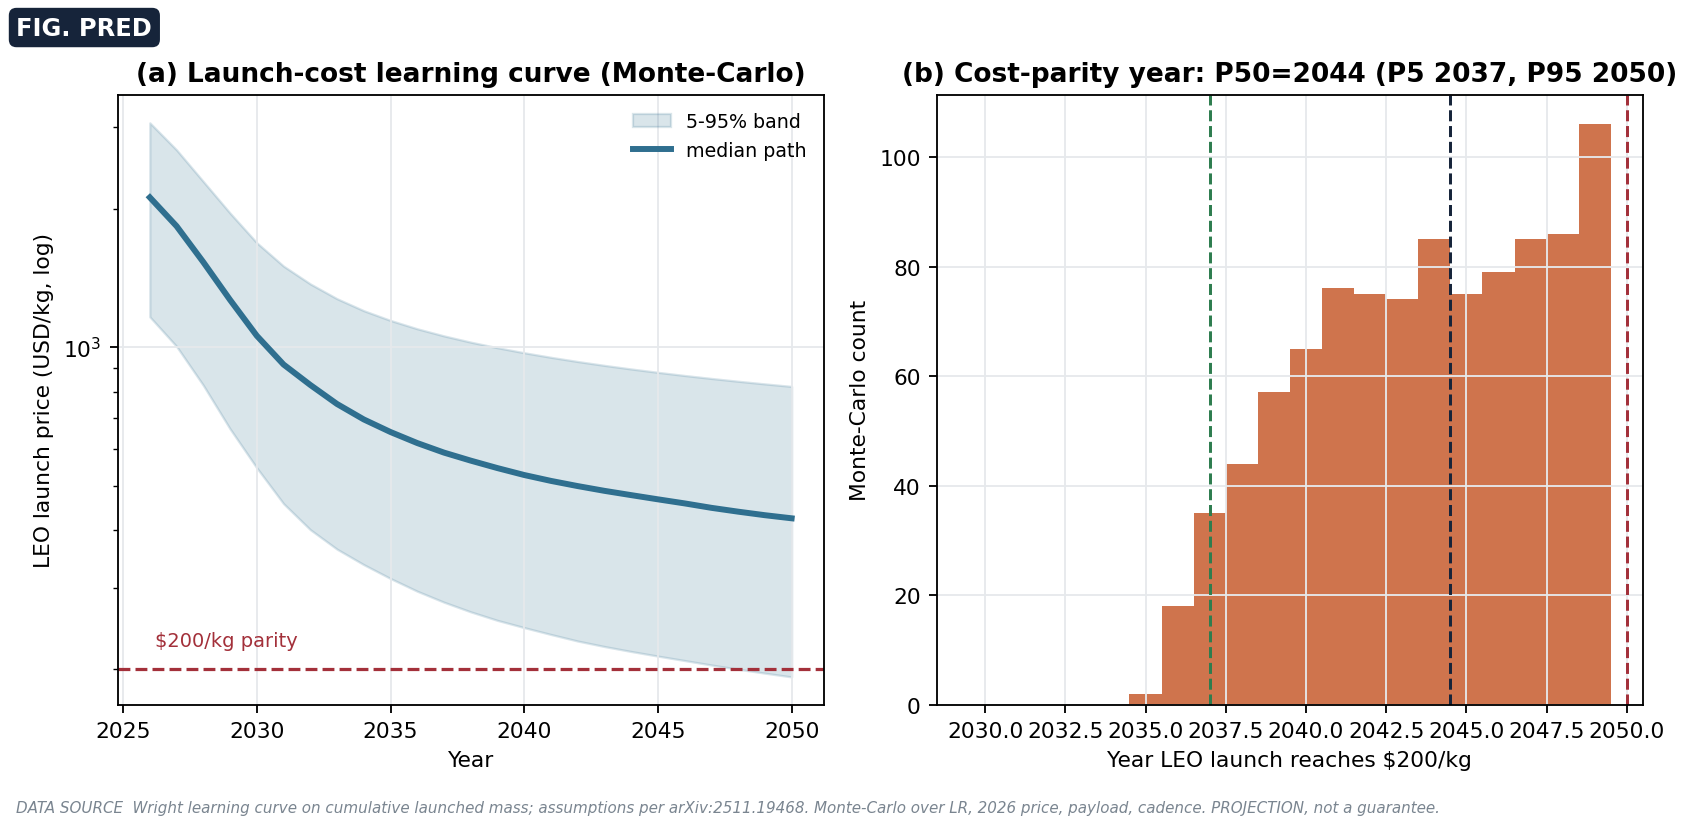 FIG. PRED
(a) Launch-cost learning curve (Monte-Carlo)
5-95% band
median path
10³
LEO launch price (USD/kg, log)
$200/kg parity
2025 2030 2035 2040 2045 2050
Year
(b) Cost-parity year: P50=2044 (P5 2037, P95 2050)
100
80
60
40
20
0
Monte-Carlo count
2030.0 2032.5 2035.0 2037.5 2040.0 2042.5 2045.0 2047.5 2050.0
Year LEO launch reaches $200/kg
DATA SOURCE Wright learning curve on cumulative launched mass; assumptions per arXiv:2511.19468. Monte-Carlo over LR, 2026 price, payload, cadence. PROJECTION, not a guarantee.